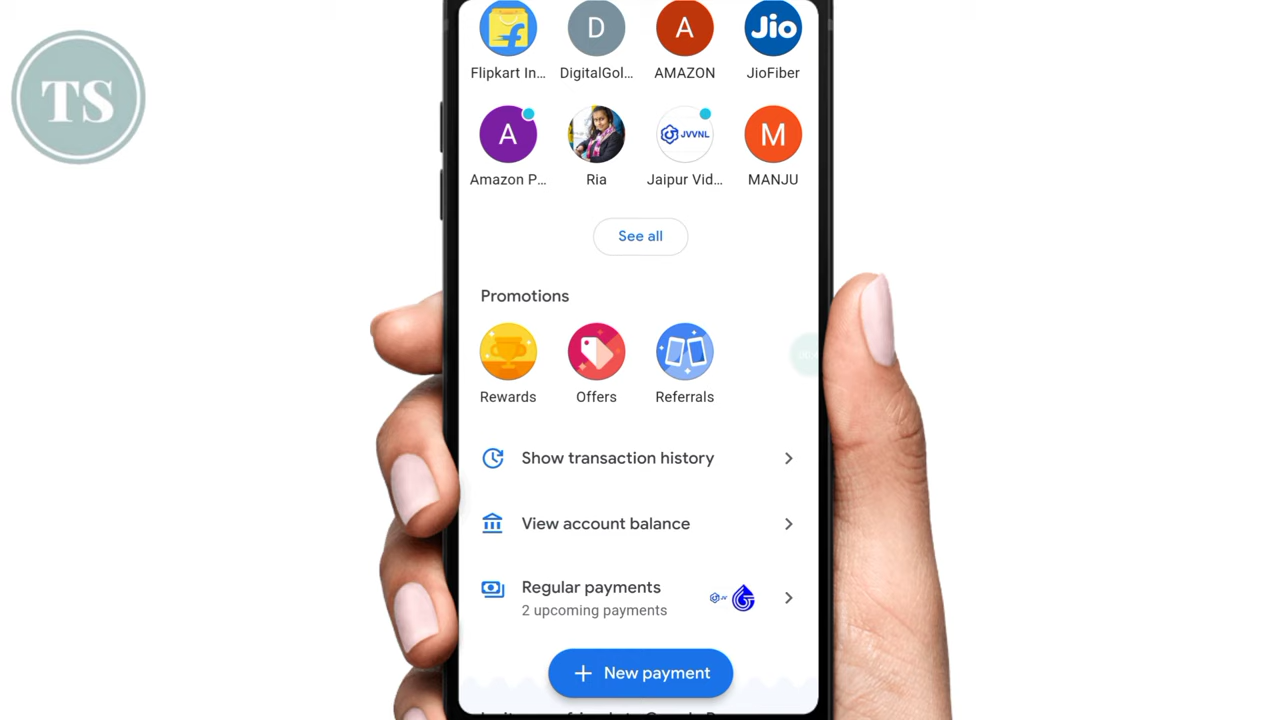 TS
Flipkart In...
D
DigitalGol...
A
AMAZON
Jio
JioFiber
A
Amazon P...
Ria
JVVNL
Jaipur Vid...
M
MANJU
See all
Promotions
Rewards
Offers
Referrals
Show transaction history
View account balance
Regular payments
2 upcoming payments
+ New payment